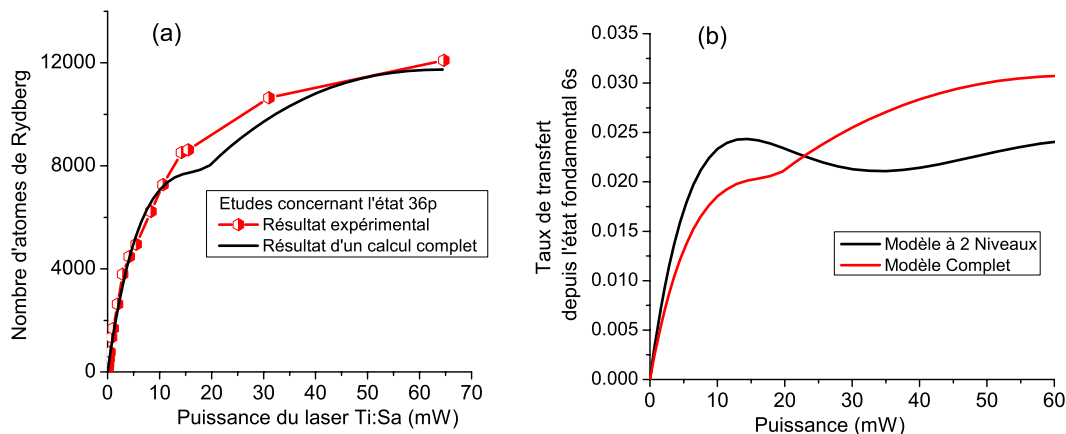 (a)
12000
8000
4000
0
Nombre d'atomes de Rydberg
Etudes concernant l'état 36p
Résultat expérimental
Résultat d'un calcul complet
0 10 20 30 40 50 60 70
Puissance du laser Ti:Sa (mW)
(b)
0.035
0.030
0.025
0.020
0.015
0.010
0.005
0.000
Taux de transfert
depuis l'état fondamental 6s
Modèle à 2 Niveaux
Modèle Complet
0 10 20 30 40 50 60
Puissance (mW)